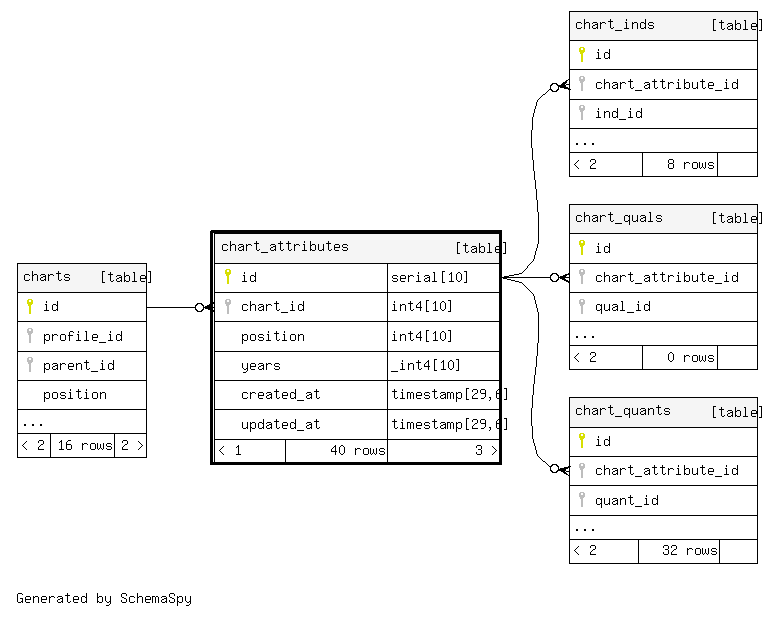 chart_inds [table]
id
chart_attribute_id
ind_id
...
< 2 8 rows
chart_quals [table]
id
chart_attribute_id
qual_id
...
< 2 0 rows
chart_attributes [table]
id serial[10]
chart_id int4[10]
position int4[10]
years _int4[10]
created_at timestamp[29,6]
updated_at timestamp[29,6]
< 1 40 rows 3 >
charts [table]
id
profile_id
parent_id
position
...
< 2 16 rows 2 >
chart_quants [table]
id
chart_attribute_id
quant_id
...
< 2 32 rows
Generated by SchemaSpy